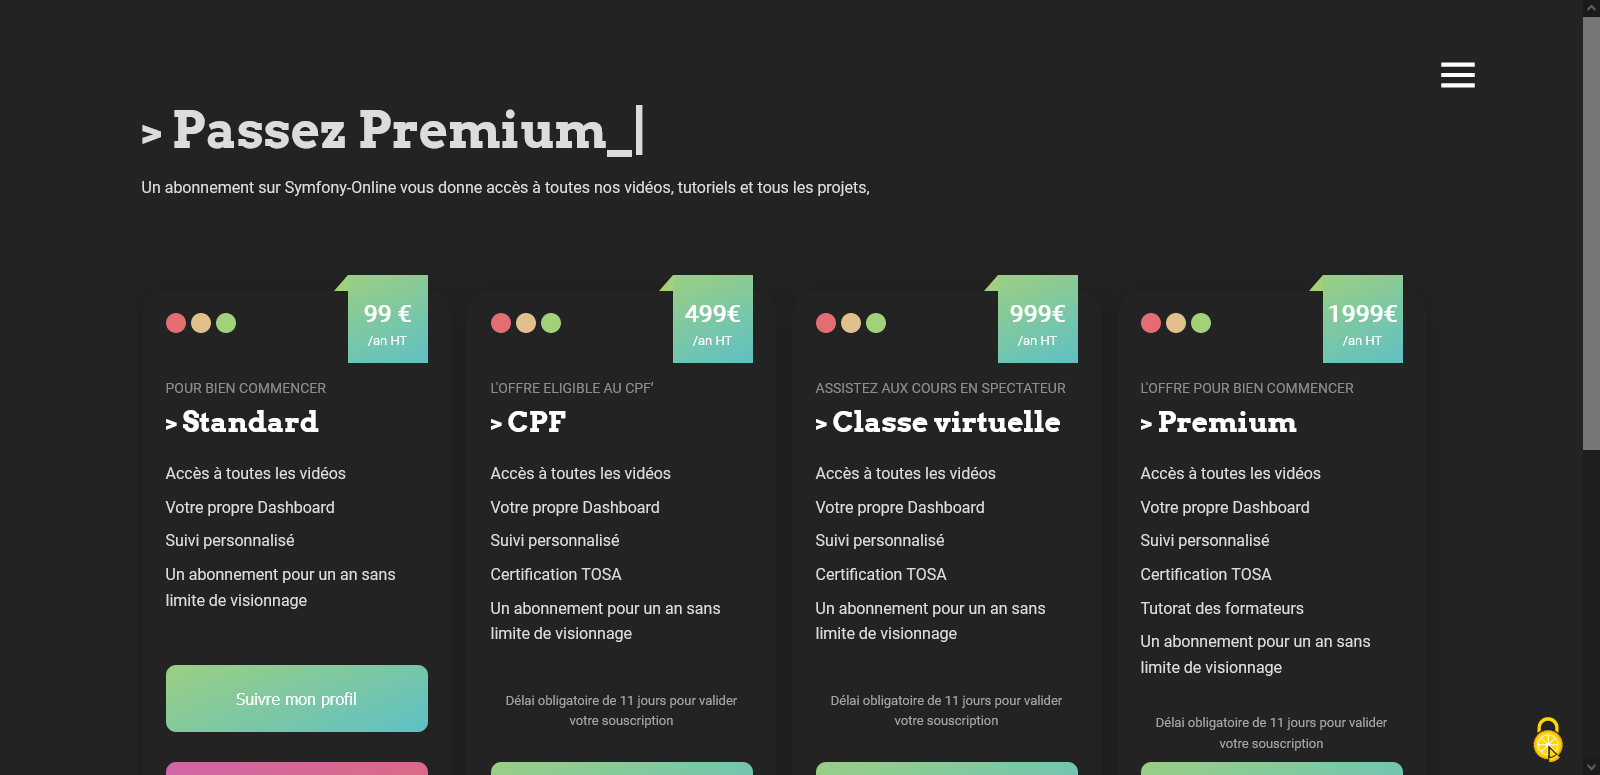 > Passez Premium_|
Un abonnement sur Symfony-Online vous donne accès à toutes nos vidéos, tutoriels et tous les projets,
99 €
/an HT
POUR BIEN COMMENCER
> Standard
Accès à toutes les vidéos
Votre propre Dashboard
Suivi personnalisé
Un abonnement pour un an sans
limite de visionnage
Suivre mon profil
499€
/an HT
L'OFFRE ELIGIBLE AU CPF’
> CPF
Accès à toutes les vidéos
Votre propre Dashboard
Suivi personnalisé
Certification TOSA
Un abonnement pour un an sans
limite de visionnage
Délai obligatoire de 11 jours pour valider
votre souscription
999€
/an HT
ASSISTEZ AUX COURS EN SPECTATEUR
> Classe virtuelle
Accès à toutes les vidéos
Votre propre Dashboard
Suivi personnalisé
Certification TOSA
Un abonnement pour un an sans
limite de visionnage
Délai obligatoire de 11 jours pour valider
votre souscription
1999€
/an HT
L'OFFRE POUR BIEN COMMENCER
> Premium
Accès à toutes les vidéos
Votre propre Dashboard
Suivi personnalisé
Certification TOSA
Tutorat des formateurs
Un abonnement pour un an sans
limite de visionnage
Délai obligatoire de 11 jours pour valider
votre souscription